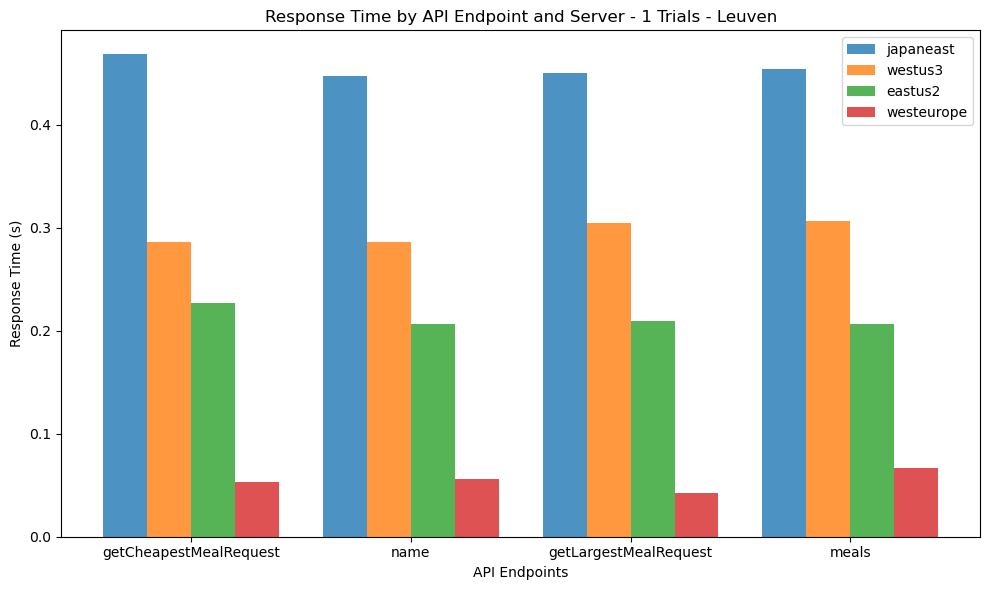 Response Time by API Endpoint and Server - 1 Trials - Leuven
japaneast
westus3
eastus2
westeurope
Response Time (s)
0.4
0.3
0.2
0.1
0.0
getCheapestMealRequest
name
getLargestMealRequest
meals
API Endpoints